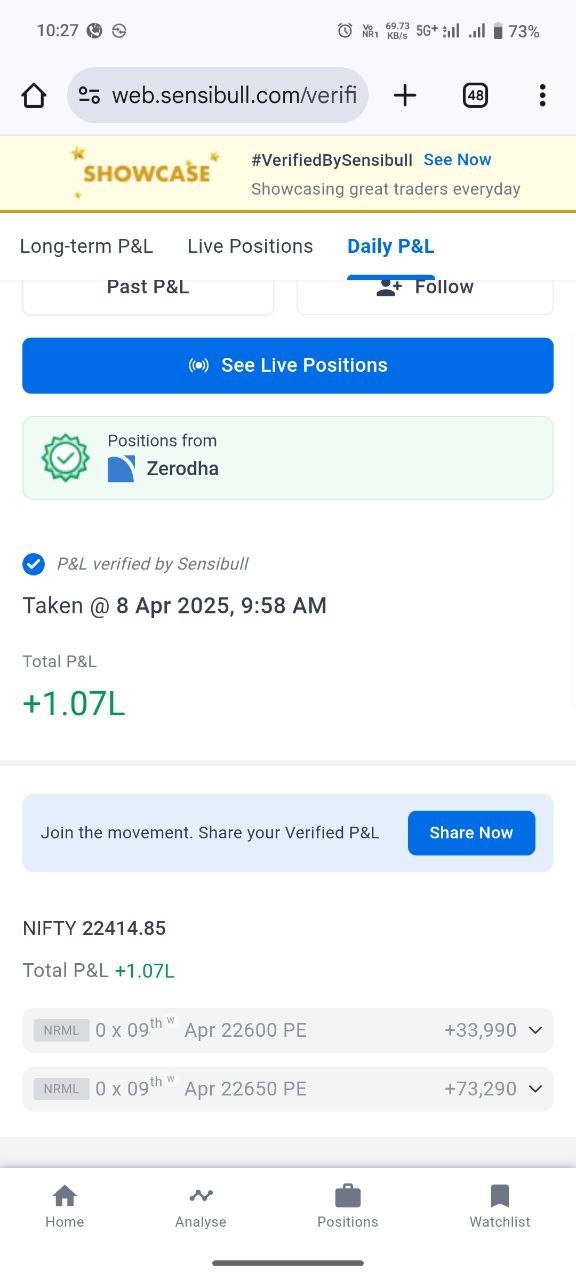 10:27
Vo NR1 69.73 KB/s 5G+ 73%
web.sensibull.com/verifi
48
SHOWCASE
#VerifiedBySensibull See Now
Showcasing great traders everyday
Long-term P&L Live Positions Daily P&L
Past P&L Follow
See Live Positions
Positions from
Zerodha
P&L verified by Sensibull
Taken @ 8 Apr 2025, 9:58 AM
Total P&L
+1.07L
Join the movement. Share your Verified P&L Share Now
NIFTY 22414.85
Total P&L +1.07L
NRML 0 x 09th W Apr 22600 PE +33,990
NRML 0 x 09th W Apr 22650 PE +73,290
Home Analyse Positions Watchlist